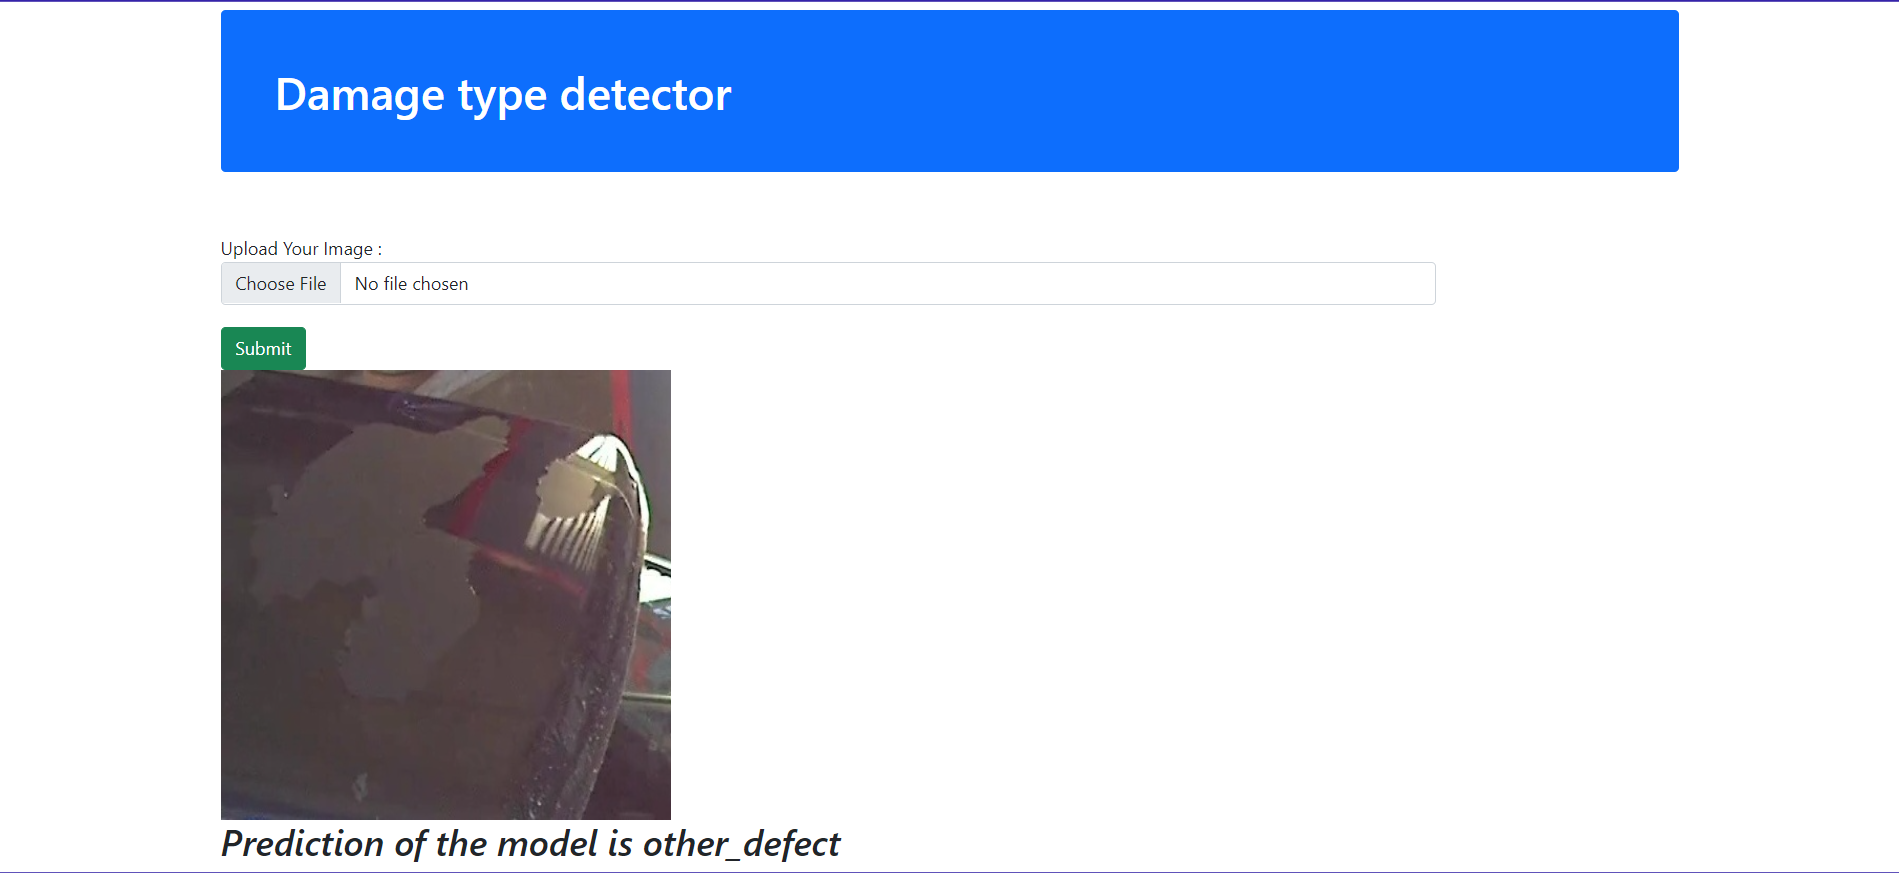 Damage type detector
Upload Your Image :
Choose File No file chosen
Submit
Prediction of the model is other_defect